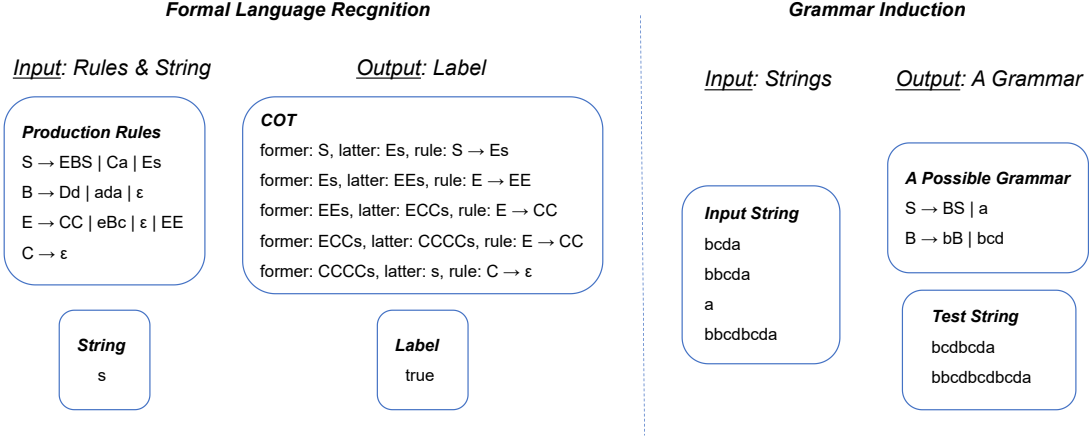 Formal Language Recgnition
Input: Rules & String
Output: Label
Production Rules
S → EBS | Ca | Es
B → Dd | ada | ε
E → CC | eBc | ε | EE
C → ε
COT
former: S, latter: Es, rule: S → Es
former: Es, latter: EEs, rule: E → EE
former: EEs, latter: ECCs, rule: E → CC
former: ECCs, latter: CCCCs, rule: E → CC
former: CCCCs, latter: s, rule: C → ε
String
s
Label
true
Grammar Induction
Input: Strings
Output: A Grammar
Input String
bcda
bbcda
a
bbcdbcda
A Possible Grammar
S → BS | a
B → bB | bcd
Test String
bcdbcda
bbcdbcdbcda